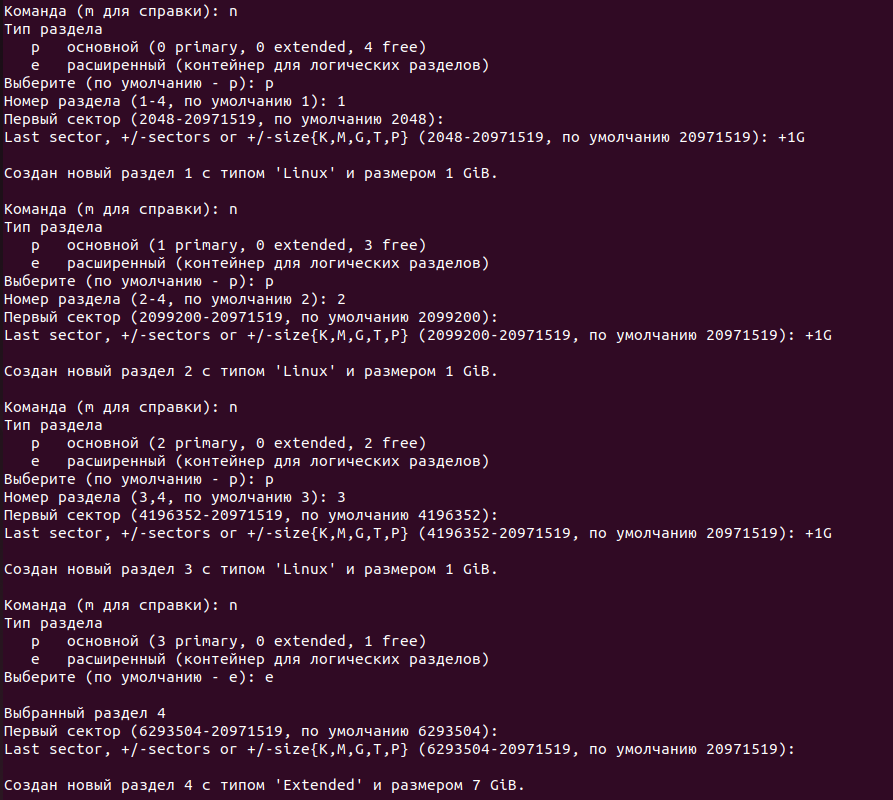 Команда (m для справки): n
Тип раздела
   p   основной (0 primary, 0 extended, 4 free)
   e   расширенный (контейнер для логических разделов)
Выберите (по умолчанию - p): p
Номер раздела (1-4, по умолчанию 1): 1
Первый сектор (2048-20971519, по умолчанию 2048):
Last sector, +/-sectors or +/-size{K,M,G,T,P} (2048-20971519, по умолчанию 20971519): +1G

Создан новый раздел 1 с типом 'Linux' и размером 1 GiB.

Команда (m для справки): n
Тип раздела
   p   основной (1 primary, 0 extended, 3 free)
   e   расширенный (контейнер для логических разделов)
Выберите (по умолчанию - p): p
Номер раздела (2-4, по умолчанию 2): 2
Первый сектор (2099200-20971519, по умолчанию 2099200):
Last sector, +/-sectors or +/-size{K,M,G,T,P} (2099200-20971519, по умолчанию 20971519): +1G

Создан новый раздел 2 с типом 'Linux' и размером 1 GiB.

Команда (m для справки): n
Тип раздела
   p   основной (2 primary, 0 extended, 2 free)
   e   расширенный (контейнер для логических разделов)
Выберите (по умолчанию - p): p
Номер раздела (3,4, по умолчанию 3): 3
Первый сектор (4196352-20971519, по умолчанию 4196352):
Last sector, +/-sectors or +/-size{K,M,G,T,P} (4196352-20971519, по умолчанию 20971519): +1G

Создан новый раздел 3 с типом 'Linux' и размером 1 GiB.

Команда (m для справки): n
Тип раздела
   p   основной (3 primary, 0 extended, 1 free)
   e   расширенный (контейнер для логических разделов)
Выберите (по умолчанию - e): e

Выбранный раздел 4
Первый сектор (6293504-20971519, по умолчанию 6293504):
Last sector, +/-sectors or +/-size{K,M,G,T,P} (6293504-20971519, по умолчанию 20971519):

Создан новый раздел 4 с типом 'Extended' и размером 7 GiB.